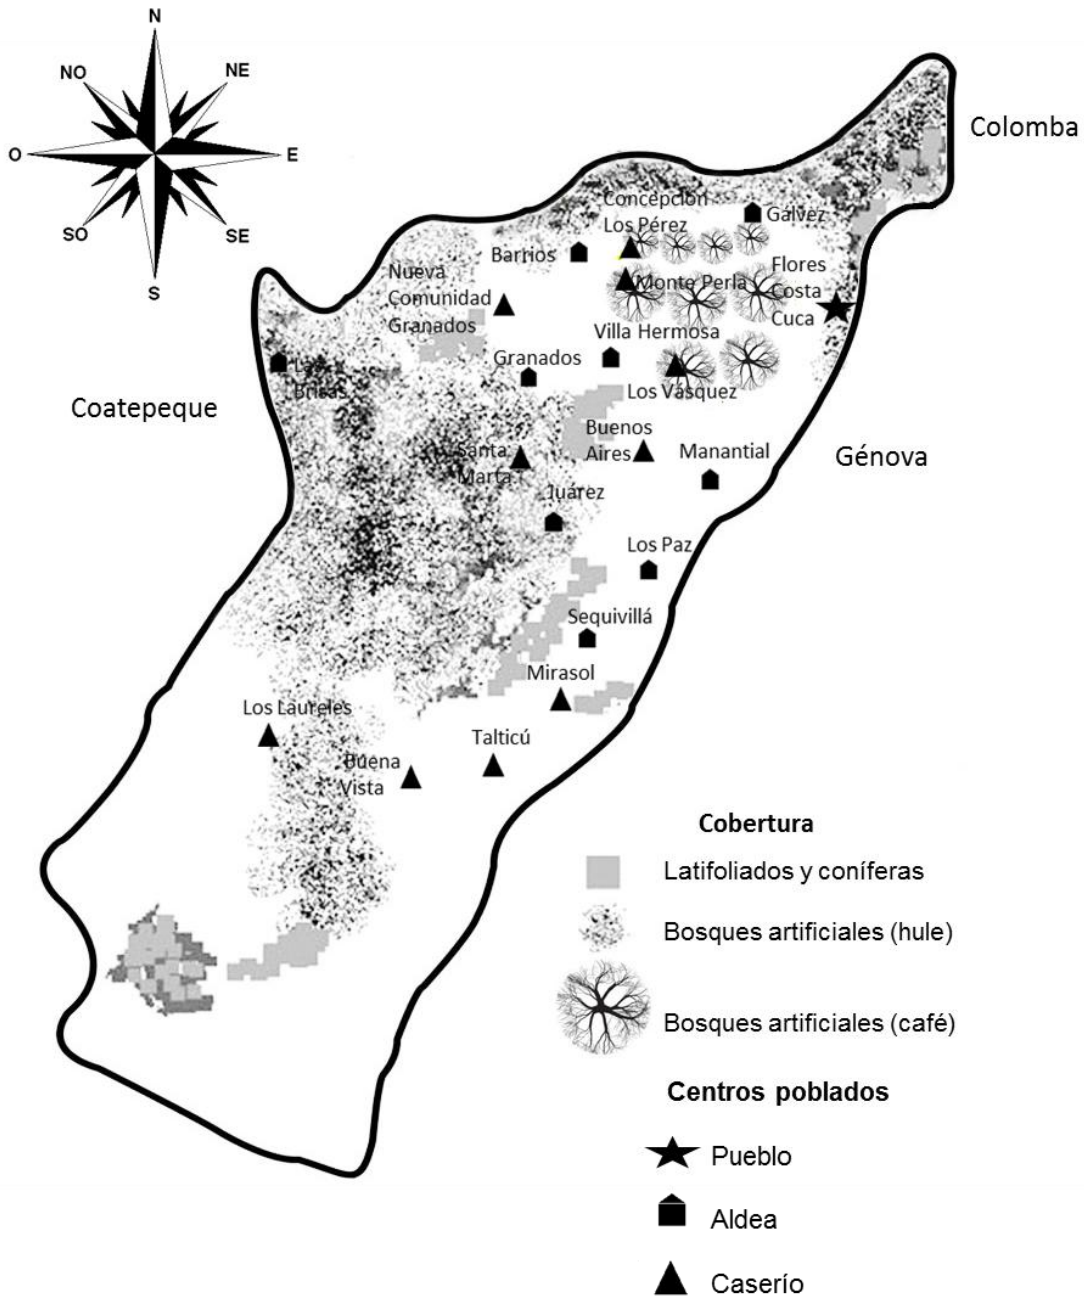 N
NO
NE
O
E
SO
SE
S
Colomba
Concepción
Los Pérez
Gálvez
Barrios
Nueva
Comunidad
Granados
Monte Perla
Flores
Costa
Cuca
Villa Hermosa
Granados
Las
Brisas
Los Vásquez
Coatepeque
Buenos
Aires
Manantial
Génova
Santa
Marta
Juárez
Los Paz
Sequivillá
Mirasol
Los Laureles
Talticú
Buena
Vista
Cobertura
Latifoliados y coníferas
Bosques artificiales (hule)
Bosques artificiales (café)
Centros poblados
Pueblo
Aldea
Caserío